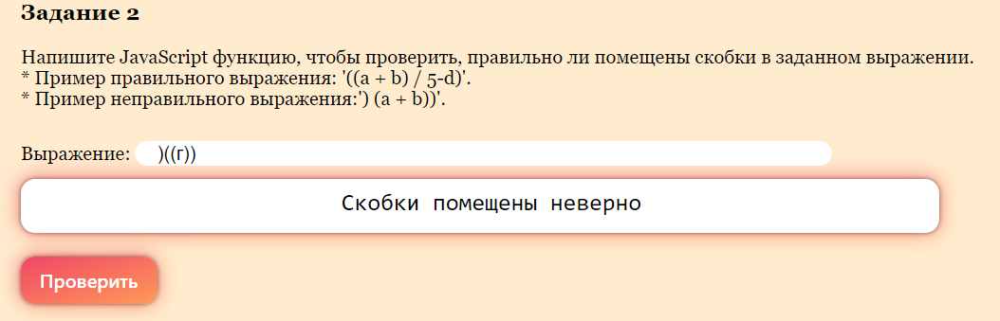 Задание 2
Напишите JavaScript функцию, чтобы проверить, правильно ли помещены скобки в заданном выражении.
* Пример правильного выражения: '((a + b) / 5-d)'.
* Пример неправильного выражения:') (a + b))'.
Выражение: )((г))
Скобки помещены неверно
Проверить